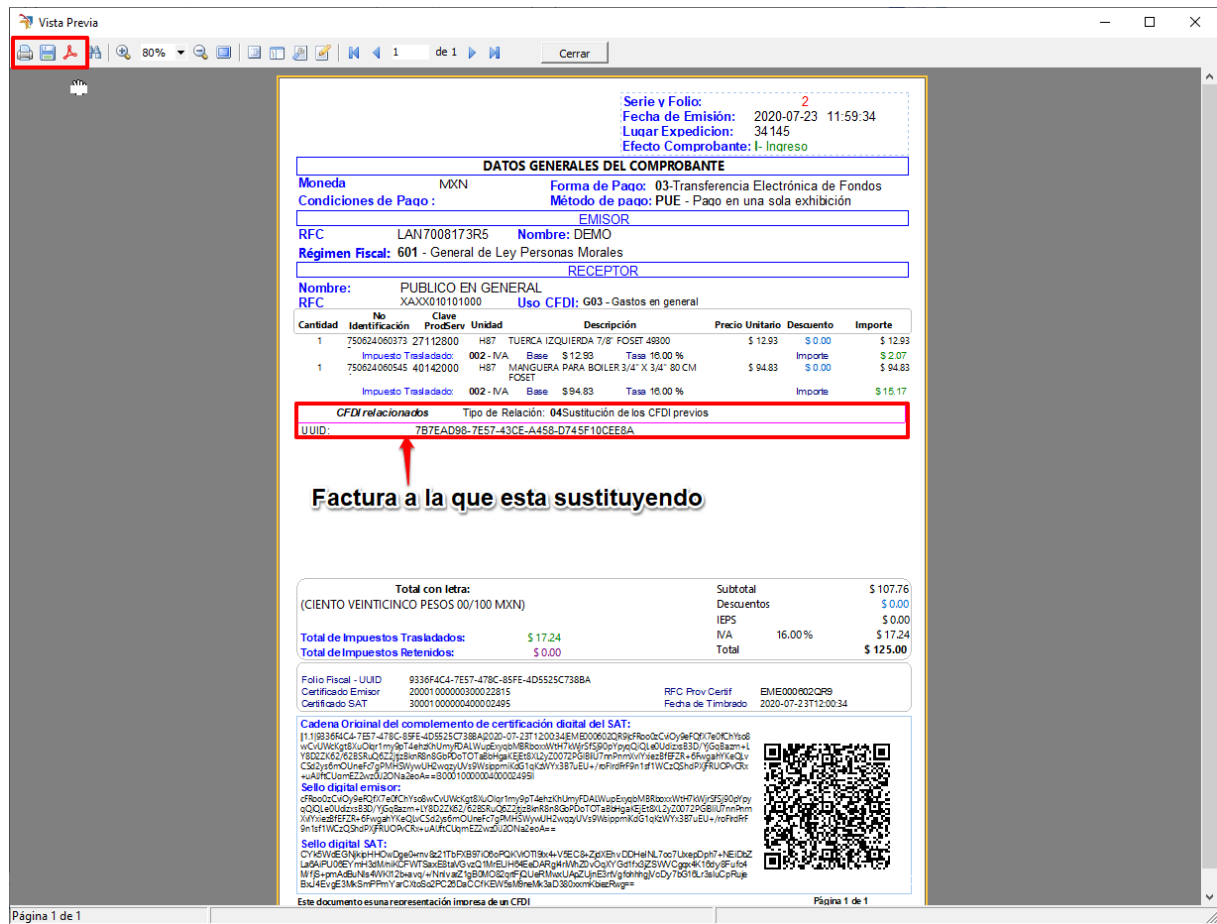 Vista Previa
80% 1 de 1 Cerrar
Serie y Folio: 2
Fecha de Emisión: 2020-07-23 11:59:34
Lugar Expedicion: 34145
Efecto Comprobante: I- Ingreso
DATOS GENERALES DEL COMPROBANTE
Moneda MXN Forma de Pago: 03-Transferencia Electrónica de Fondos
Condiciones de Pago : Método de pago: PUE - Pago en una sola exhibición
EMISOR
RFC LAN7008173R5 Nombre: DEMO
Régimen Fiscal: 601 - General de Ley Personas Morales
RECEPTOR
Nombre: PUBLICO EN GENERAL
RFC XAXX010101000 Uso CFDI: G03 - Gastos en general
Cantidad No Identificación Clave ProdServ Unidad Descripción Precio Unitario Descuento Importe
1 750624060373 27112800 H87 TUERCA IZQUIERDA 7/8" FOSET 49300 $ 12.93 $ 0.00 $ 12.93
Impuesto Trasladado: 002 - IVA Base $12.93 Tasa 16.00 % Importe $ 2.07
1 750624060545 40142000 H87 MANGUERA PARA BOILER 3/4" X 3/4" 80 CM $ 94.83 $ 0.00 $ 94.83
FOSET
Impuesto Trasladado: 002 - IVA Base $94.83 Tasa 16.00 % Importe $ 15.17
CFDI relacionados Tipo de Relación: 04Sustitución de los CFDI previos
UUID: 7B7EAD98-7E57-43CE-A458-D745F10CEE8A
Factura a la que esta sustituyendo
Total con letra: Subtotal $ 107.76
(CIENTO VEINTICINCO PESOS 00/100 MXN) Descuentos $ 0.00
IEPS $ 0.00
Total de Impuestos Trasladados: $ 17.24 IVA 16.00 % $ 17.24
Total de Impuestos Retenidos: $ 0.00 Total $ 125.00
Folio Fiscal - UUID 9336F4C4-7E57-478C-85FE-4D5525C738BA
Certificado Emisor 20001000000300022815 RFC Prov Certif EME000602QR9
Certificado SAT 30001000000400002495 Fecha de Timbrado 2020-07-23T12:00:34
Cadena Original del complemento de certificación digital del SAT:
Sello digital emisor:
Sello digital SAT:
Este documento es una representación impresa de un CFDI Página 1 de 1
Página 1 de 1